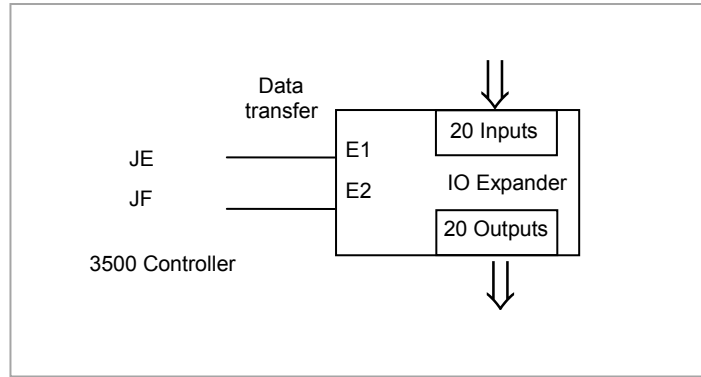 Data
transfer
20 Inputs
JE
E1
IO Expander
JF
E2
20 Outputs
3500 Controller